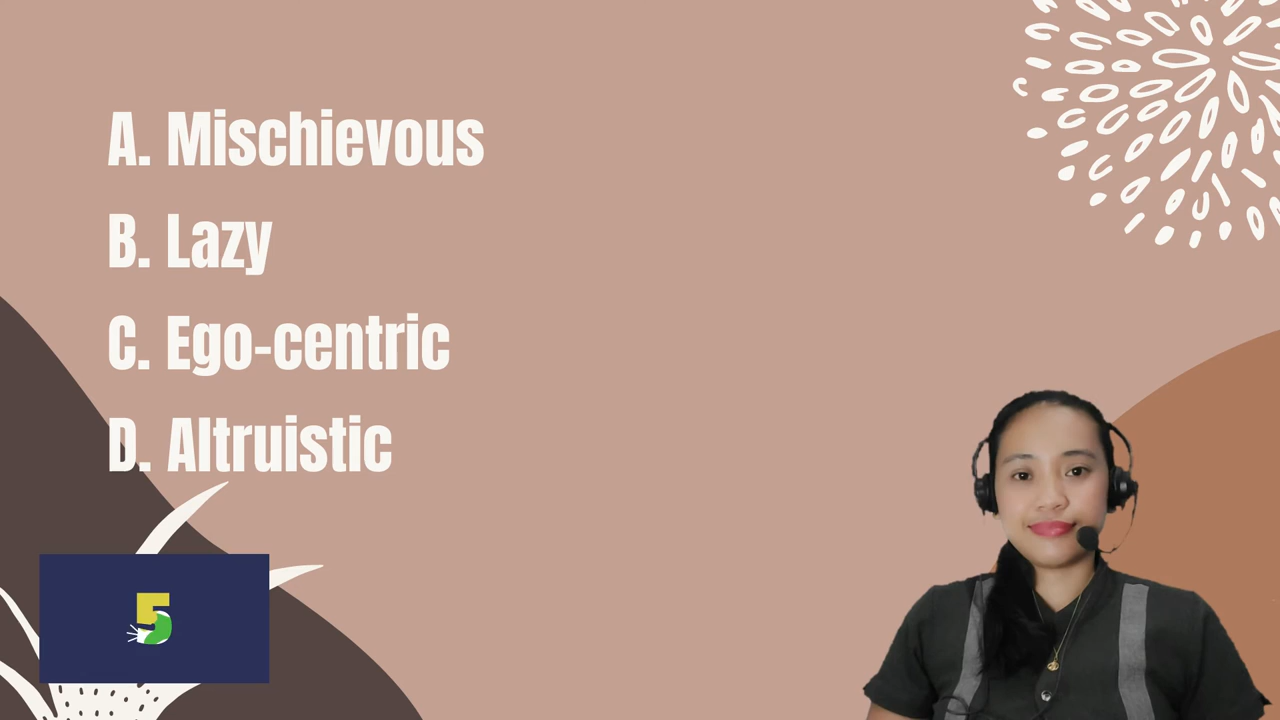 A. Mischievous
B. Lazy
C. Ego-centric
D. Altruistic
5